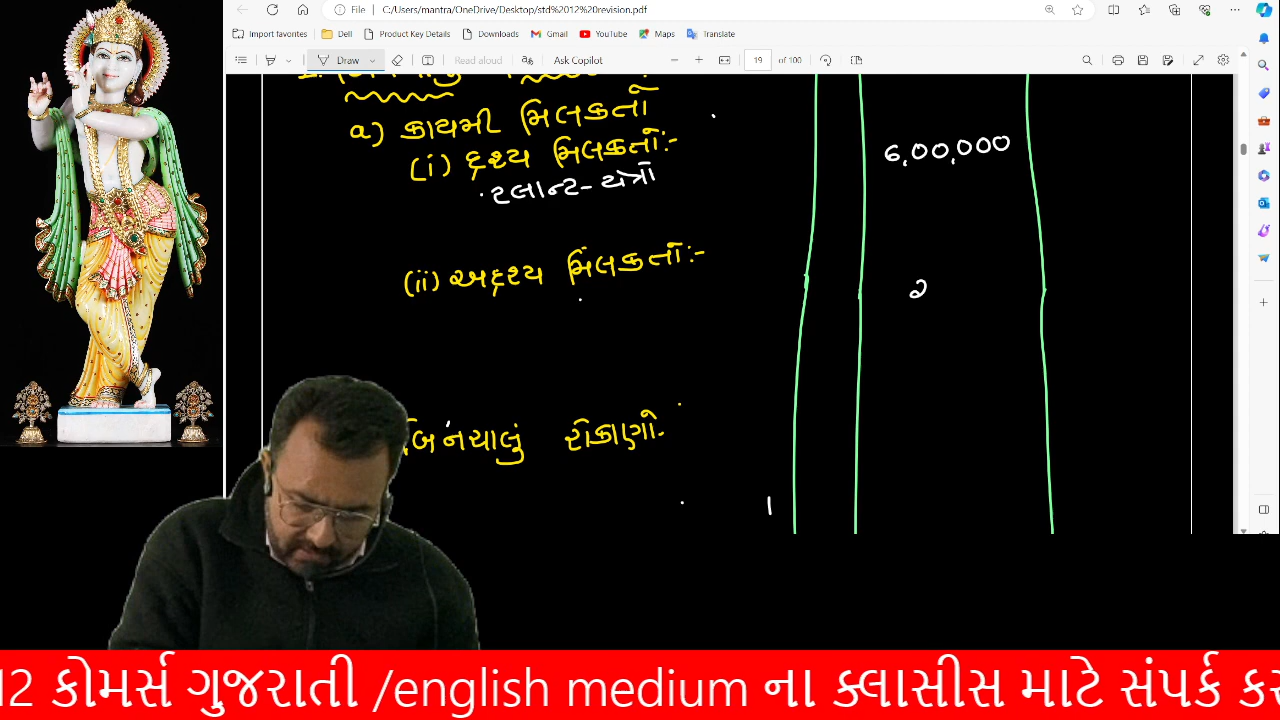 File
C:/Users/mantra/OneDrive/Desktop/std%2012%20revision.pdf
Import favorites
Dell
Product Key Details
Downloads
Gmail
YouTube
Maps
Translate
Draw
Read aloud
Ask Copilot
19 of 100
a) કાયમી મિલકતો
(i) દૃશ્ય મિલકતો:-
6,00,000
પ્લાન્ટ-યંત્રો
(ii) અદૃશ્ય મિલકતો:-
૨
બિનચાલું રોકાણો.
12 કોમર્સ ગુજરાતી /english medium ના ક્લાસીસ માટે સંપર્ક